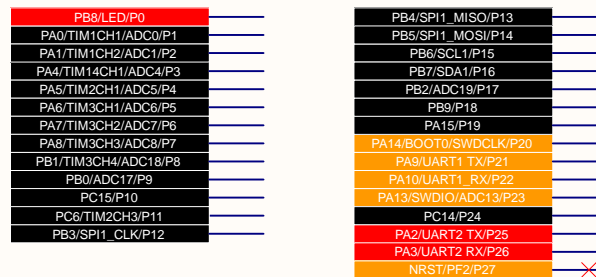 PB8/LED/P0
PA0/TIM1CH1/ADC0/P1
PA1/TIM1CH2/ADC1/P2
PA4/TIM14CH1/ADC4/P3
PA5/TIM2CH1/ADC5/P4
PA6/TIM3CH1/ADC6/P5
PA7/TIM3CH2/ADC7/P6
PA8/TIM3CH3/ADC8/P7
PB1/TIM3CH4/ADC18/P8
PB0/ADC17/P9
PC15/P10
PC6/TIM2CH3/P11
PB3/SPI1_CLK/P12
PB4/SPI1_MISO/P13
PB5/SPI1_MOSI/P14
PB6/SCL1/P15
PB7/SDA1/P16
PB2/ADC19/P17
PB9/P18
PA15/P19
PA14/BOOT0/SWDCLK/P20
PA9/UART1 TX/P21
PA10/UART1_RX/P22
PA13/SWDIO/ADC13/P23
PC14/P24
PA2/UART2 TX/P25
PA3/UART2 RX/P26
NRST/PF2/P27